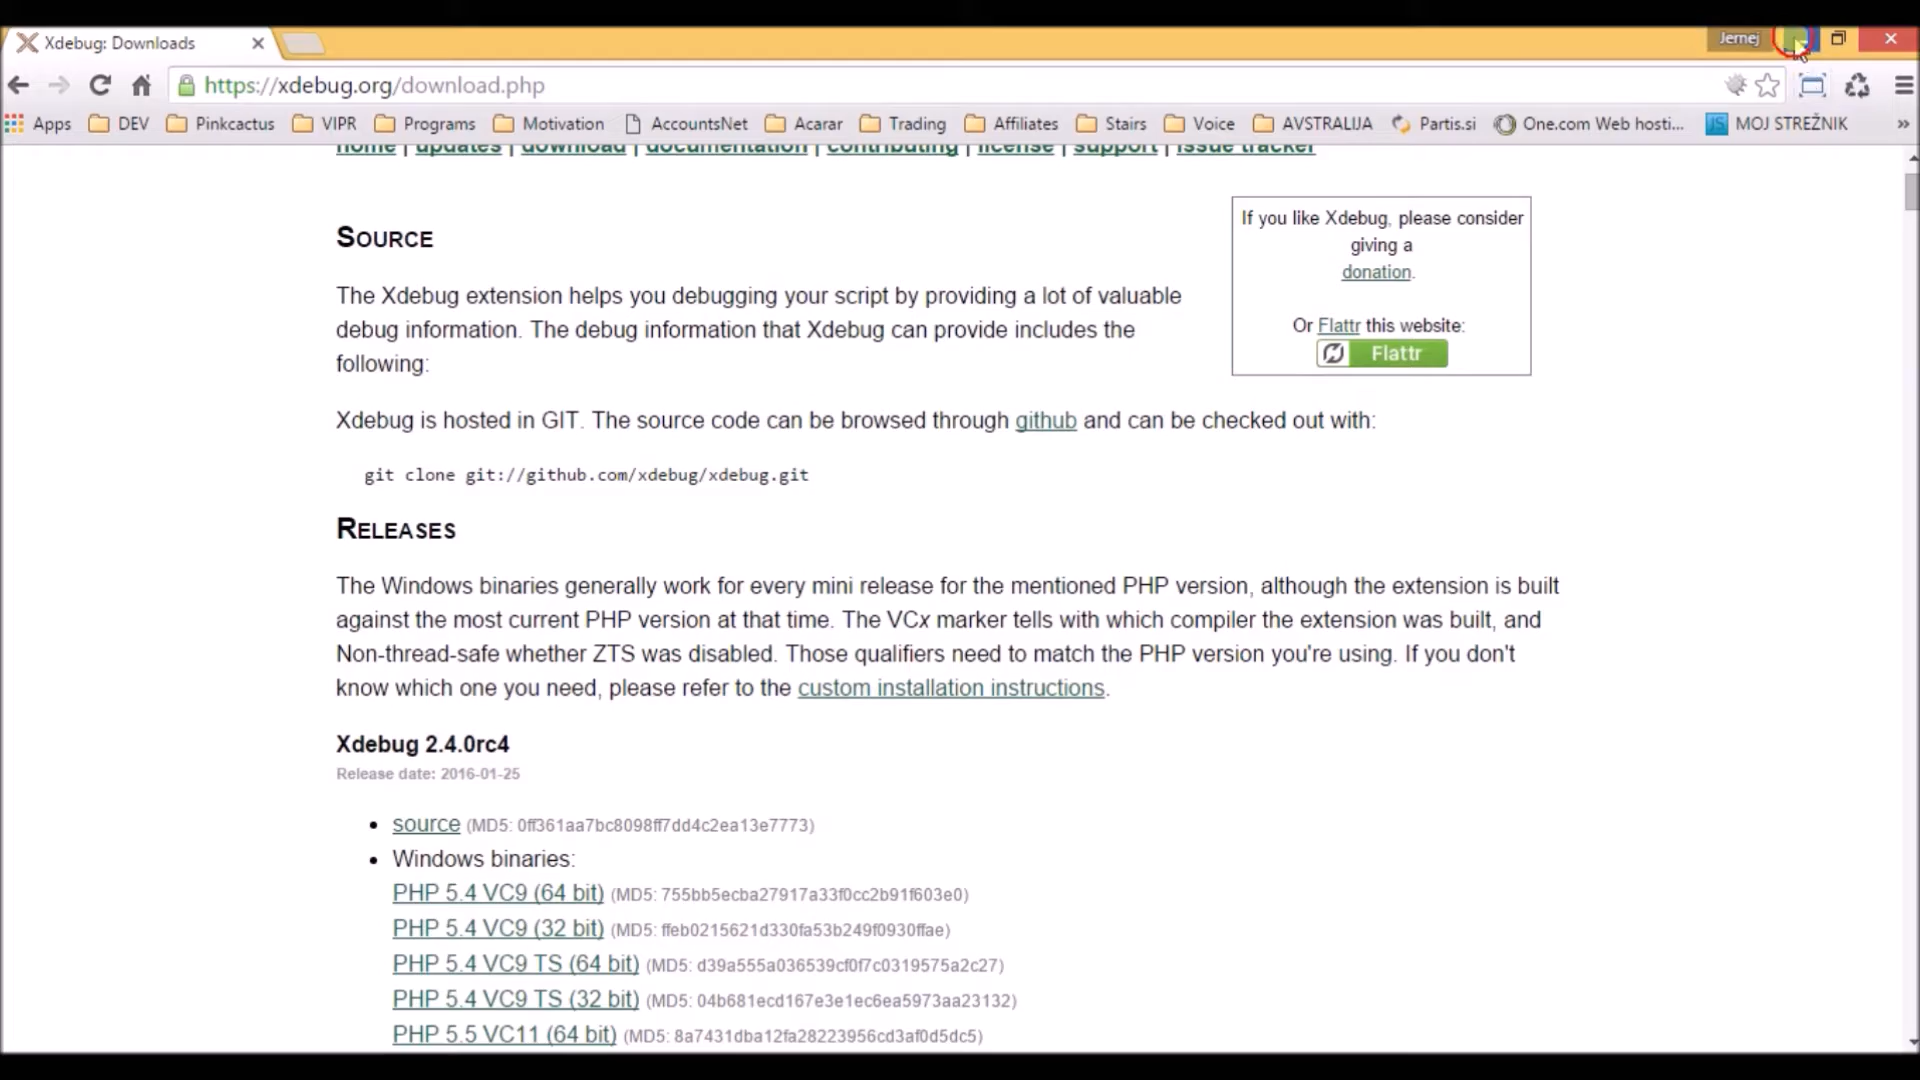 Xdebug: Downloads
Jernej
https://xdebug.org/download.php
Apps DEV Pinkcactus VIPR Programs Motivation AccountsNet Acarar Trading Affiliates Stairs Voice AVSTRALIJA Partis.si One.com Web hosti... MOJ STREŽNIK »
home | updates | download | documentation | contributing | license | support | issue tracker
SOURCE
If you like Xdebug, please consider
giving a
donation.
Or Flattr this website:
Flattr
The Xdebug extension helps you debugging your script by providing a lot of valuable
debug information. The debug information that Xdebug can provide includes the
following:
Xdebug is hosted in GIT. The source code can be browsed through github and can be checked out with:
git clone git://github.com/xdebug/xdebug.git
RELEASES
The Windows binaries generally work for every mini release for the mentioned PHP version, although the extension is built
against the most current PHP version at that time. The VCx marker tells with which compiler the extension was built, and
Non-thread-safe whether ZTS was disabled. Those qualifiers need to match the PHP version you're using. If you don't
know which one you need, please refer to the custom installation instructions.
Xdebug 2.4.0rc4
Release date: 2016-01-25
• source (MD5: 0ff361aa7bc8098ff7dd4c2ea13e7773)
• Windows binaries:
PHP 5.4 VC9 (64 bit) (MD5: 755bb5ecba27917a33f0cc2b91f603e0)
PHP 5.4 VC9 (32 bit) (MD5: ffeb0215621d330fa53b249f0930ffae)
PHP 5.4 VC9 TS (64 bit) (MD5: d39a555a036539cf0f7c0319575a2c27)
PHP 5.4 VC9 TS (32 bit) (MD5: 04b681ecd167e3e1ec6ea5973aa23132)
PHP 5.5 VC11 (64 bit) (MD5: 8a7431dba12fa28223956cd3af0d5dc5)